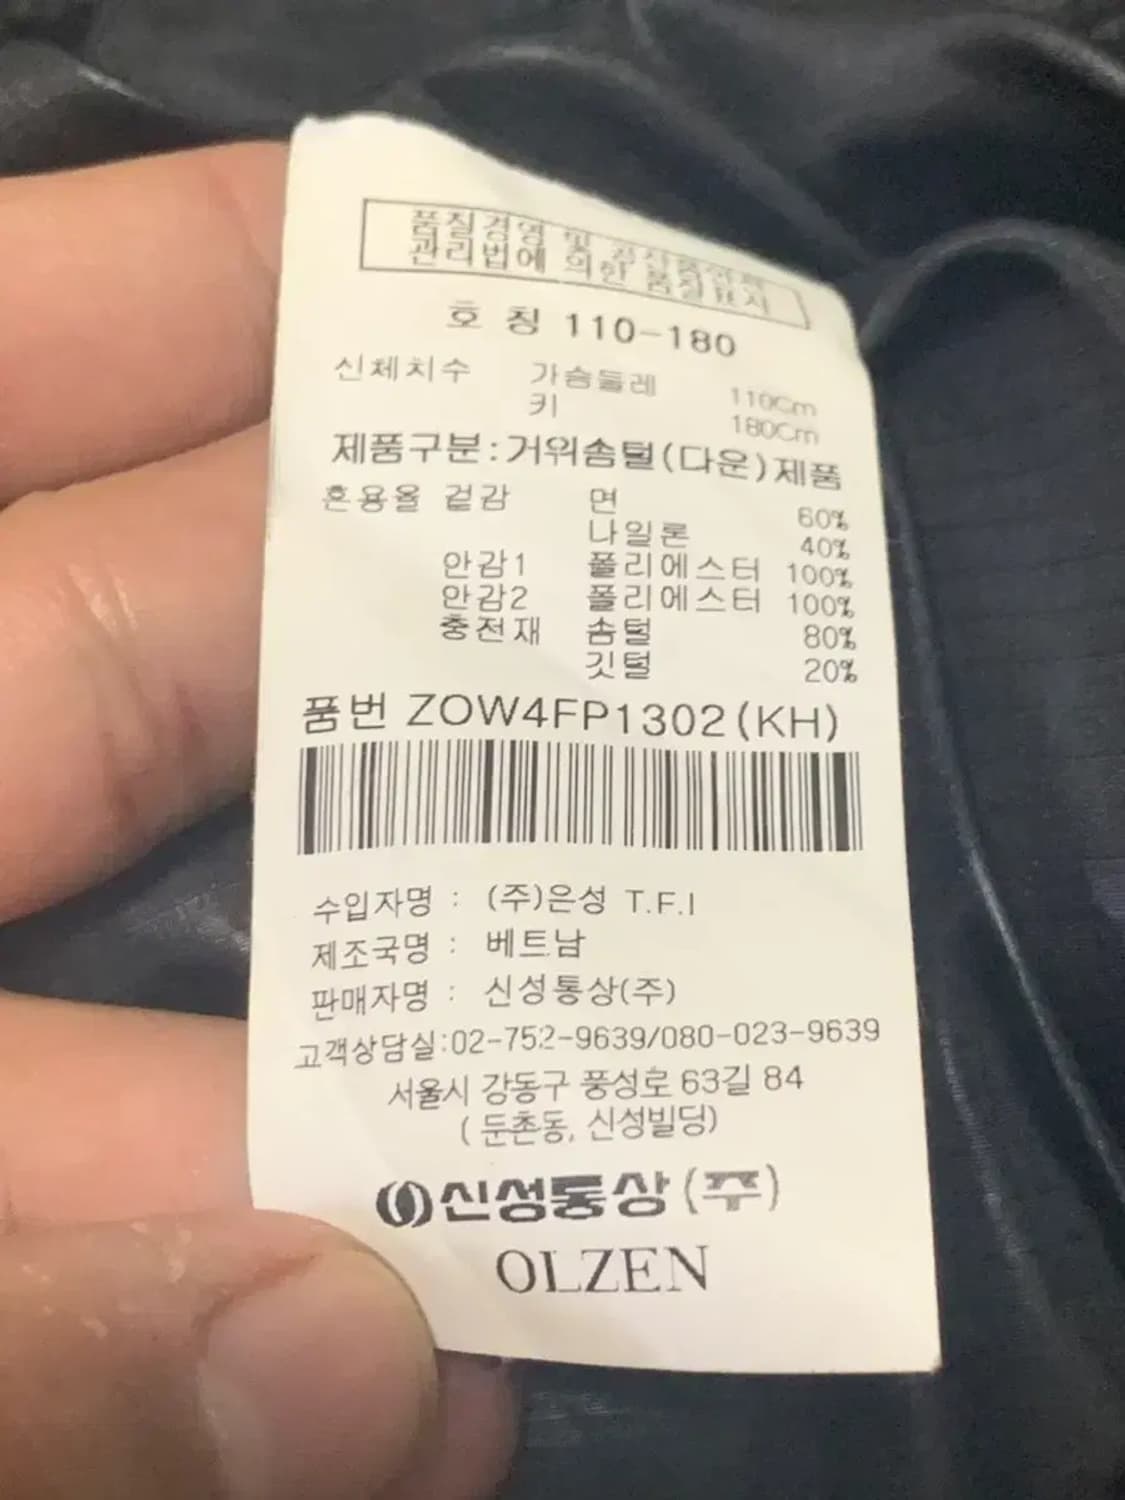 품질경영 및 공산품안전
관리법에 의한 품질표시
호 칭 110-180
신체치수 가슴둘레 110Cm
키 180Cm
제품구분:거위솜털(다운)제품
혼용율 겉감 면 60%
나일론 40%
안감1 폴리에스터 100%
안감2 폴리에스터 100%
충전재 솜털 80%
깃털 20%
품번 ZOW4FP1302(KH)
수입자명 : (주)은성 T.F.I
제조국명 : 베트남
판매자명 : 신성통상(주)
고객상담실:02-752-9639/080-023-9639
서울시 강동구 풍성로 63길 84
( 둔촌동, 신성빌딩)
신성통상(주)
OLZEN